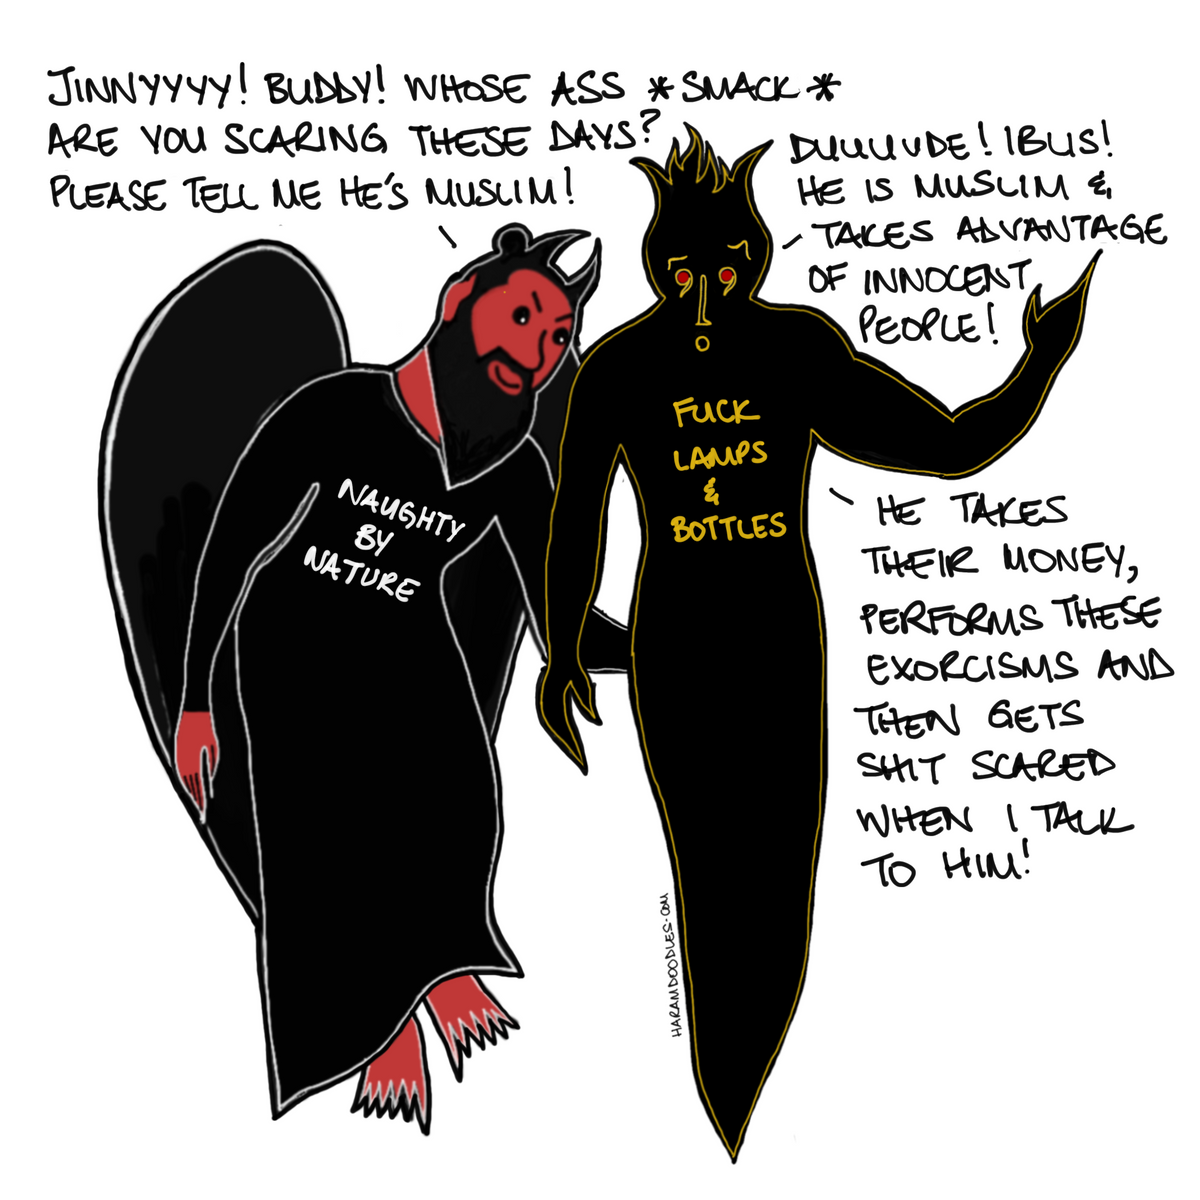 JINNYYYY! BUDDY! WHOSE ASS *SMACK*
ARE YOU SCARING THESE DAYS?
PLEASE TELL ME HE'S MUSLIM!
DUUUUDE! IBLIS!
HE IS MUSLIM &
TAKES ADVANTAGE
OF INNOCENT
PEOPLE!
NAUGHTY
BY
NATURE
FUCK
LAMPS
&
BOTTLES
HE TAKES
THEIR MONEY,
PERFORMS THESE
EXORCISMS AND
THEN GETS
SHIT SCARED
WHEN I TALK
TO HIM!
HARAMDOODLES.COM